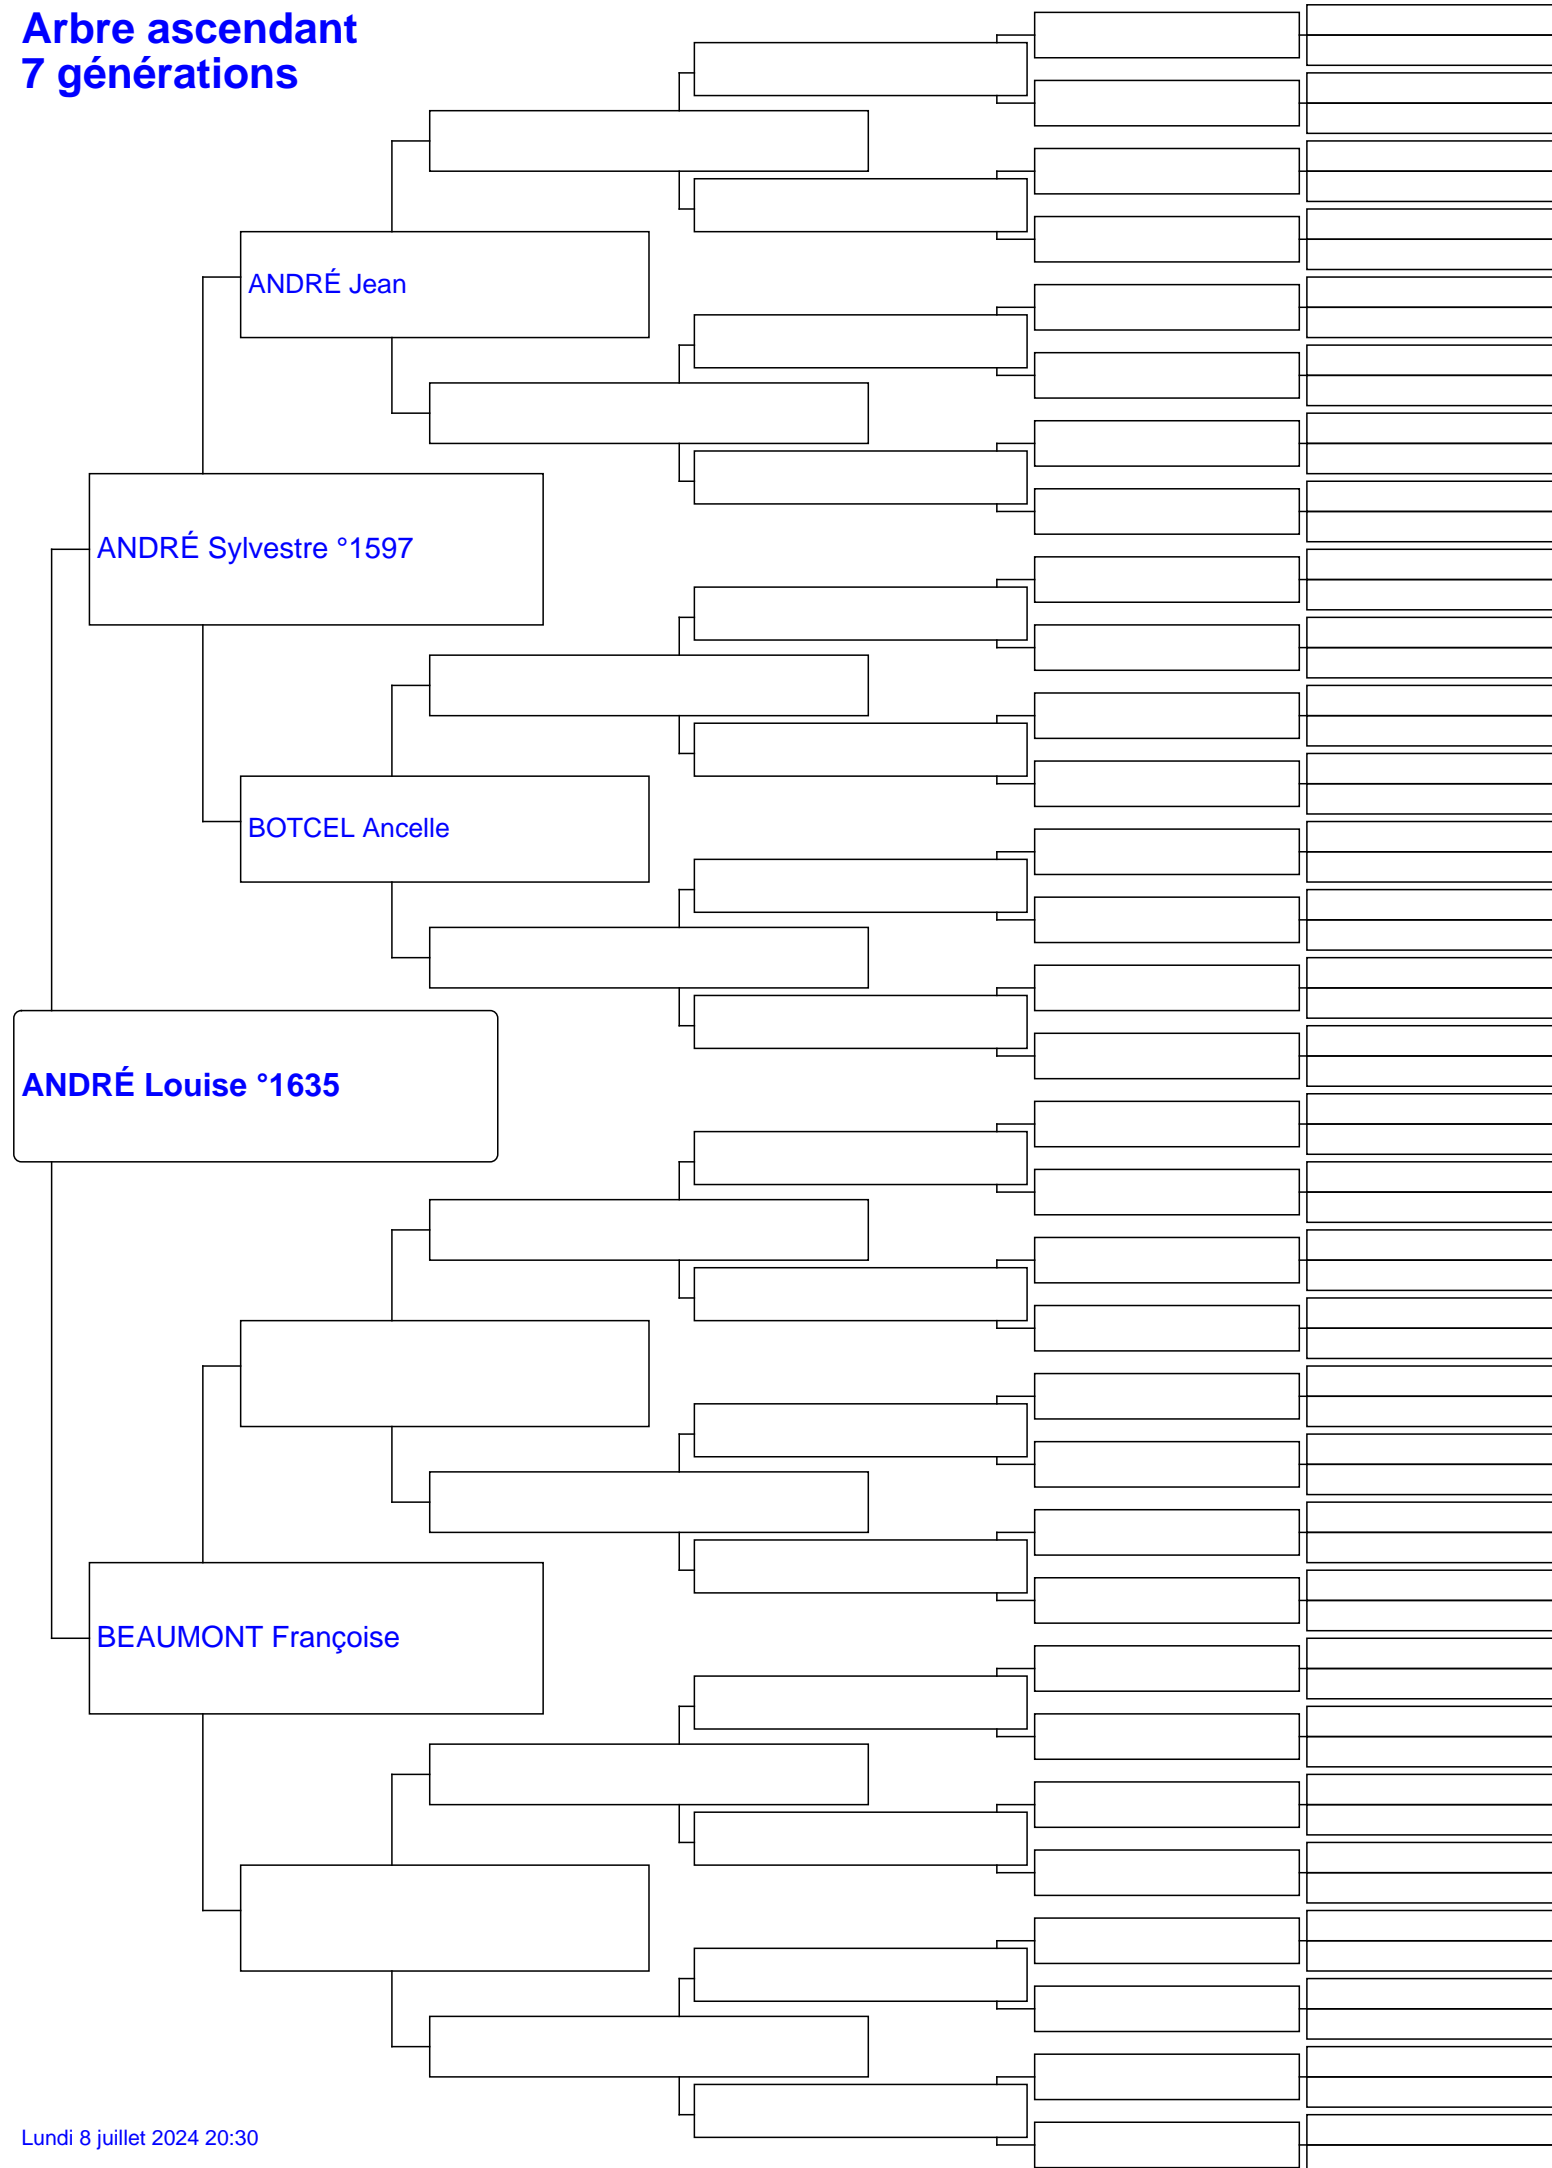 Arbre ascendant
7 générations
ANDRÉ Jean
ANDRÉ Sylvestre °1597
BOTCEL Ancelle
ANDRÉ Louise °1635
BEAUMONT Françoise
Lundi 8 juillet 2024 20:30